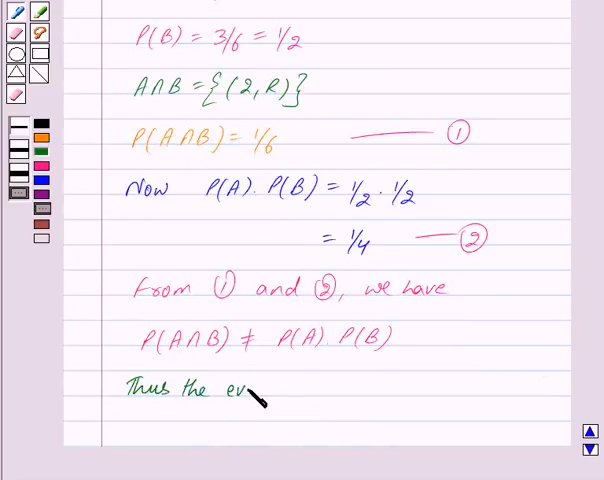 P(B) = 3/6 = 1/2
A∩B = {(2, R)}
P(A∩B) = 1/6 ①
Now P(A). P(B) = 1/2 . 1/2
= 1/4 ②
From ① and ②, we have
P(A∩B) ≠ P(A). P(B)
Thus the ev